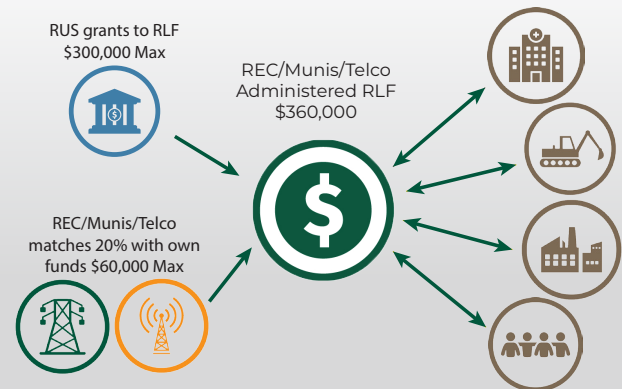 RUS grants to RLF
$300,000 Max
REC/Munis/Telco
Administered RLF
$360,000
$
$
REC/Munis/Telco
matches 20% with own
funds $60,000 Max